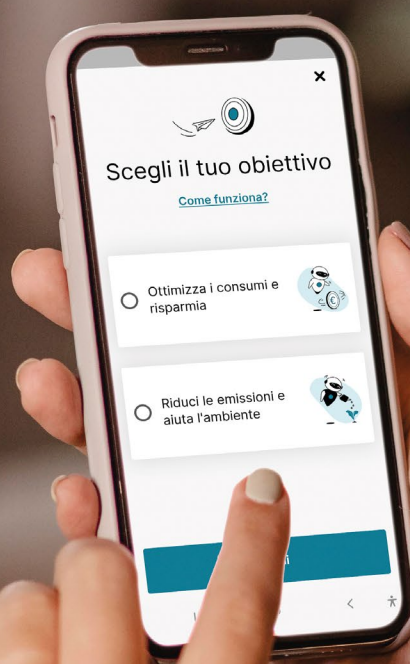 Scegli il tuo obiettivo
Come funziona?
Ottimizza i consumi e
risparmia
Riduci le emissioni e
aiuta l'ambiente